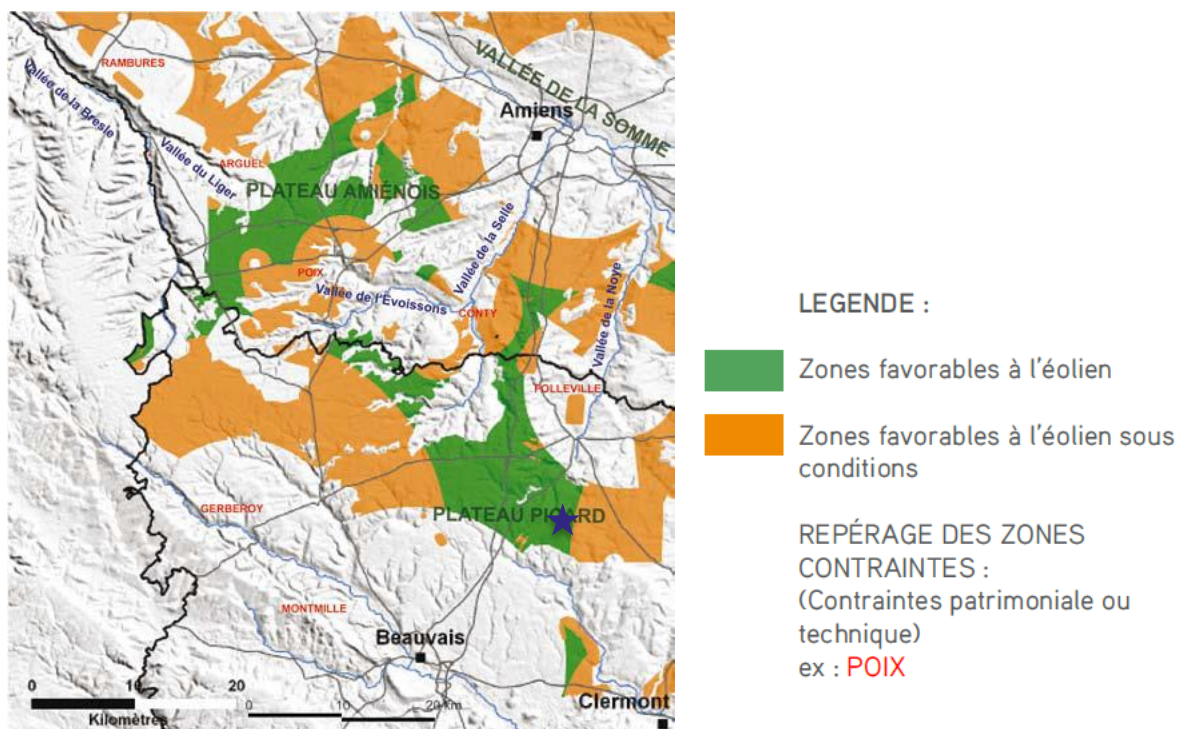 RAMBURES
Vallée de la Bresle
VALLÉE DE LA SOMME
Amiens
Vallée du Liger
ARGUEL
PLATEAU AMIÉNOIS
Vallée de la Selle
POIX
Vallée de l'Évoissons
CONTY
Vallée de la Noye
FOLLEVILLE
GERBEROY
PLATEAU PICARD
MONTMILLE
Beauvais
Clermont
0 10 20
Kilomètres
0 10 20 km
LEGENDE :
Zones favorables à l'éolien
Zones favorables à l'éolien sous
conditions
REPÉRAGE DES ZONES
CONTRAINTES :
(Contraintes patrimoniale ou
technique)
ex : POIX